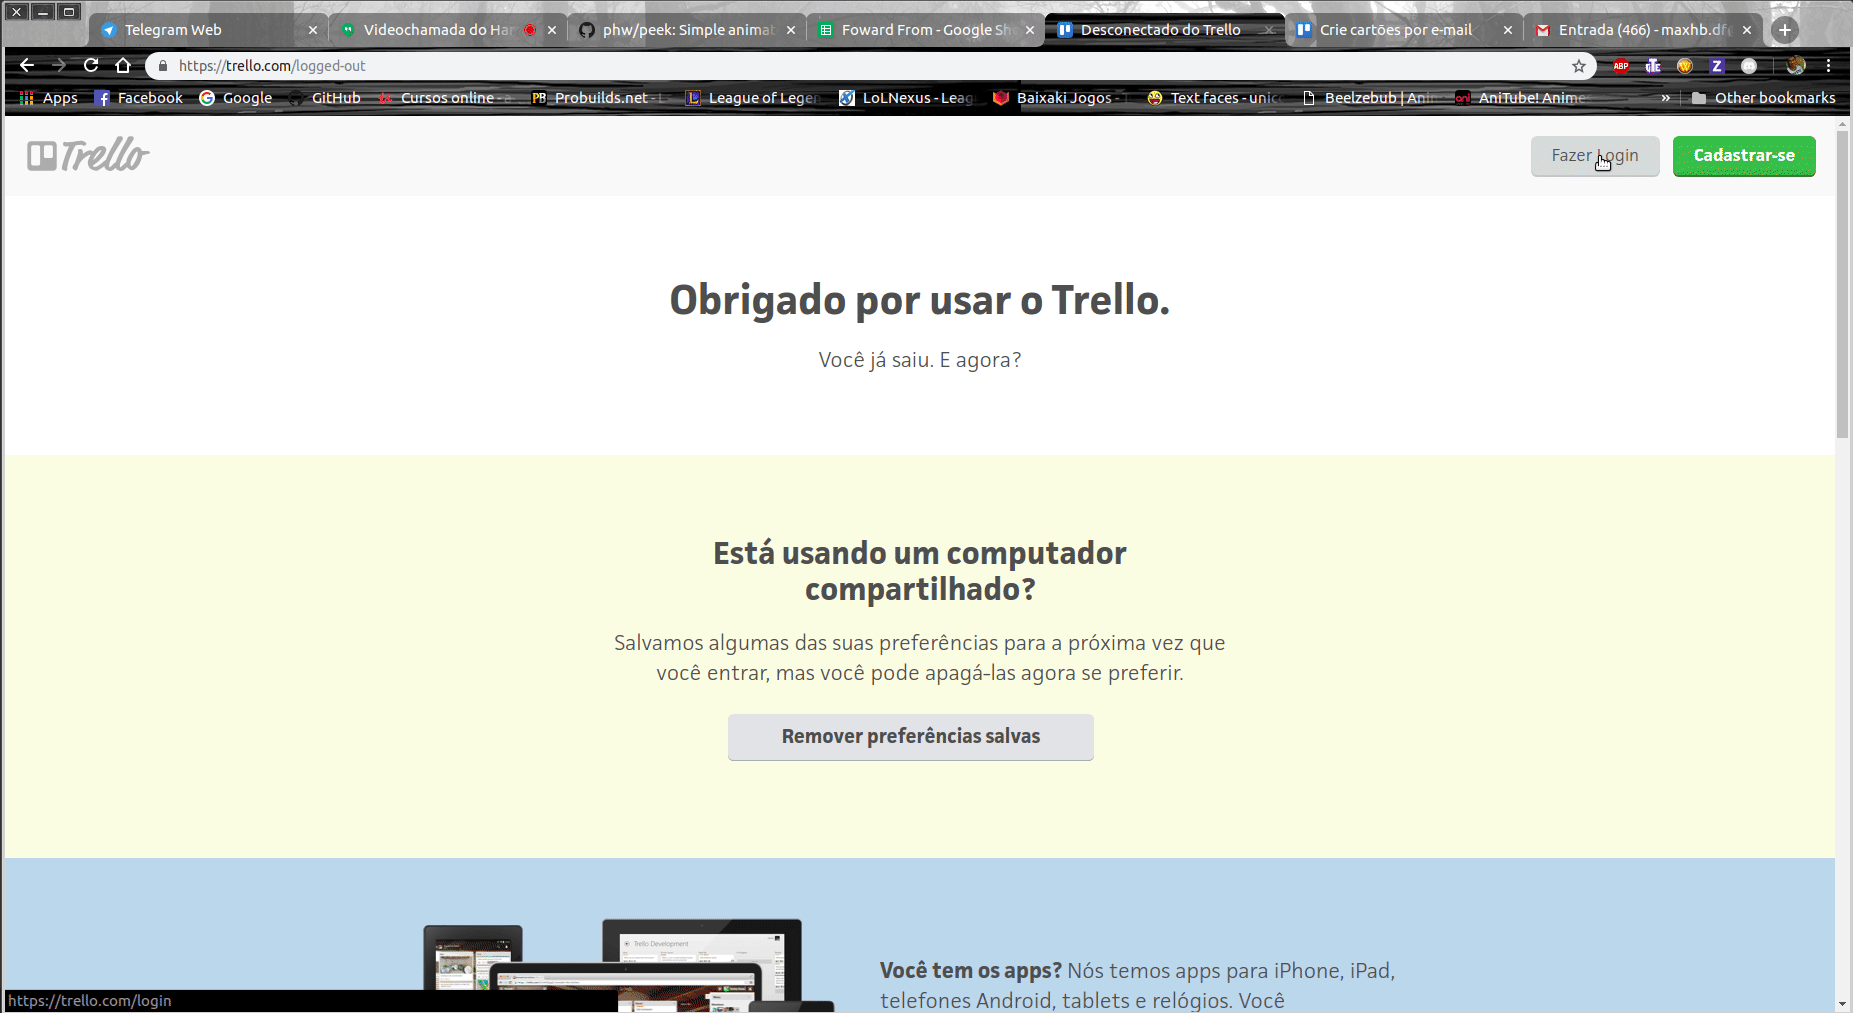 Telegram Web
Videochamada do Har
phw/peek: Simple animat
Foward From - Google Sh
Desconectado do Trello
Crie cartões por e-mail
Entrada (466) - maxhb.df
https://trello.com/logged-out
ABP
Apps
Facebook
Google
GitHub
Cursos online - a
Probuilds.net - L
League of Legen
LoLNexus - Leag
Baixaki Jogos -
Text faces - unic
Beelzebub | Ani
AniTube! Animes
»
Other bookmarks
Trello
Fazer Login
Cadastrar-se
Obrigado por usar o Trello.
Você já saiu. E agora?
Está usando um computador
compartilhado?
Salvamos algumas das suas preferências para a próxima vez que
você entrar, mas você pode apagá-las agora se preferir.
Remover preferências salvas
Trello Development
Você tem os apps? Nós temos apps para iPhone, iPad,
telefones Android, tablets e relógios. Você
https://trello.com/login